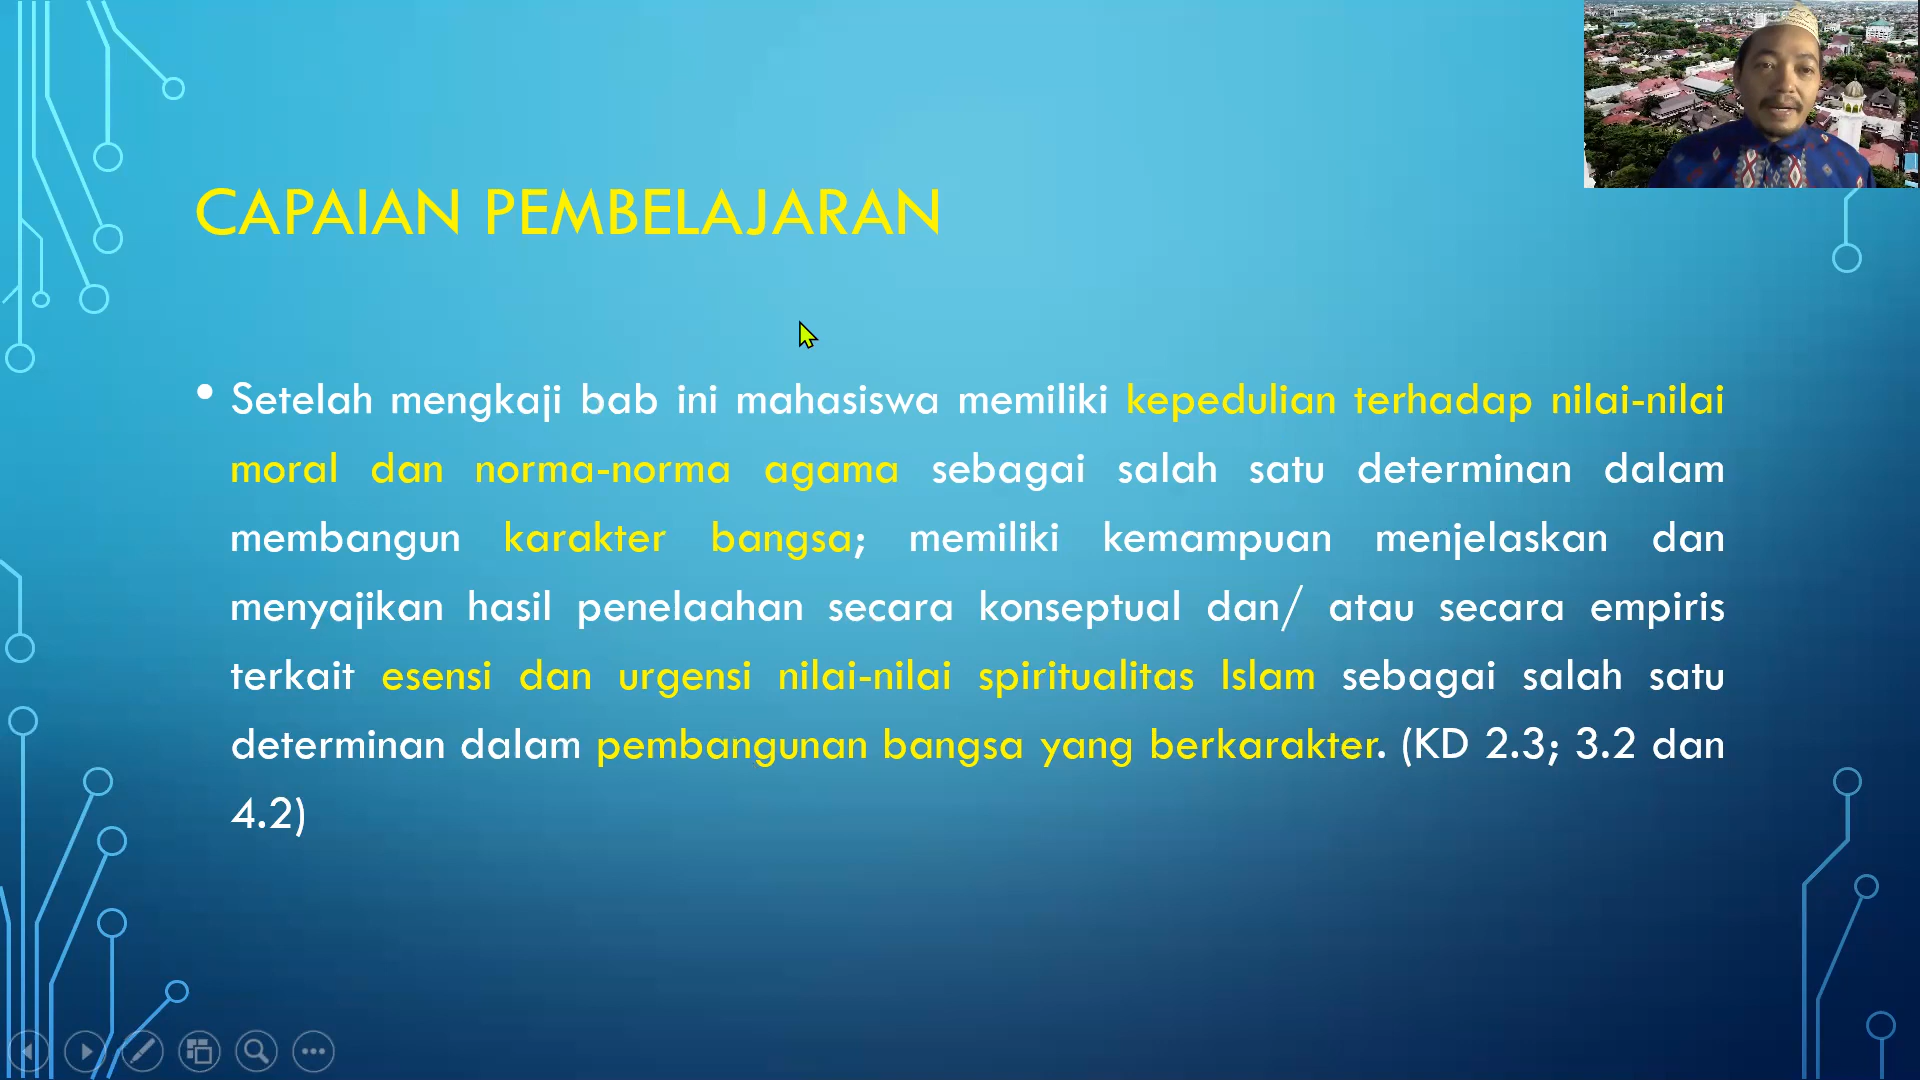 CAPAIAN PEMBELAJARAN
• Setelah mengkaji bab ini mahasiswa memiliki kepedulian terhadap nilai-nilai
moral dan norma-norma agama sebagai salah satu determinan dalam
membangun karakter bangsa; memiliki kemampuan menjelaskan dan
menyajikan hasil penelaahan secara konseptual dan/ atau secara empiris
terkait esensi dan urgensi nilai-nilai spiritualitas Islam sebagai salah satu
determinan dalam pembangunan bangsa yang berkarakter. (KD 2.3; 3.2 dan
4.2)